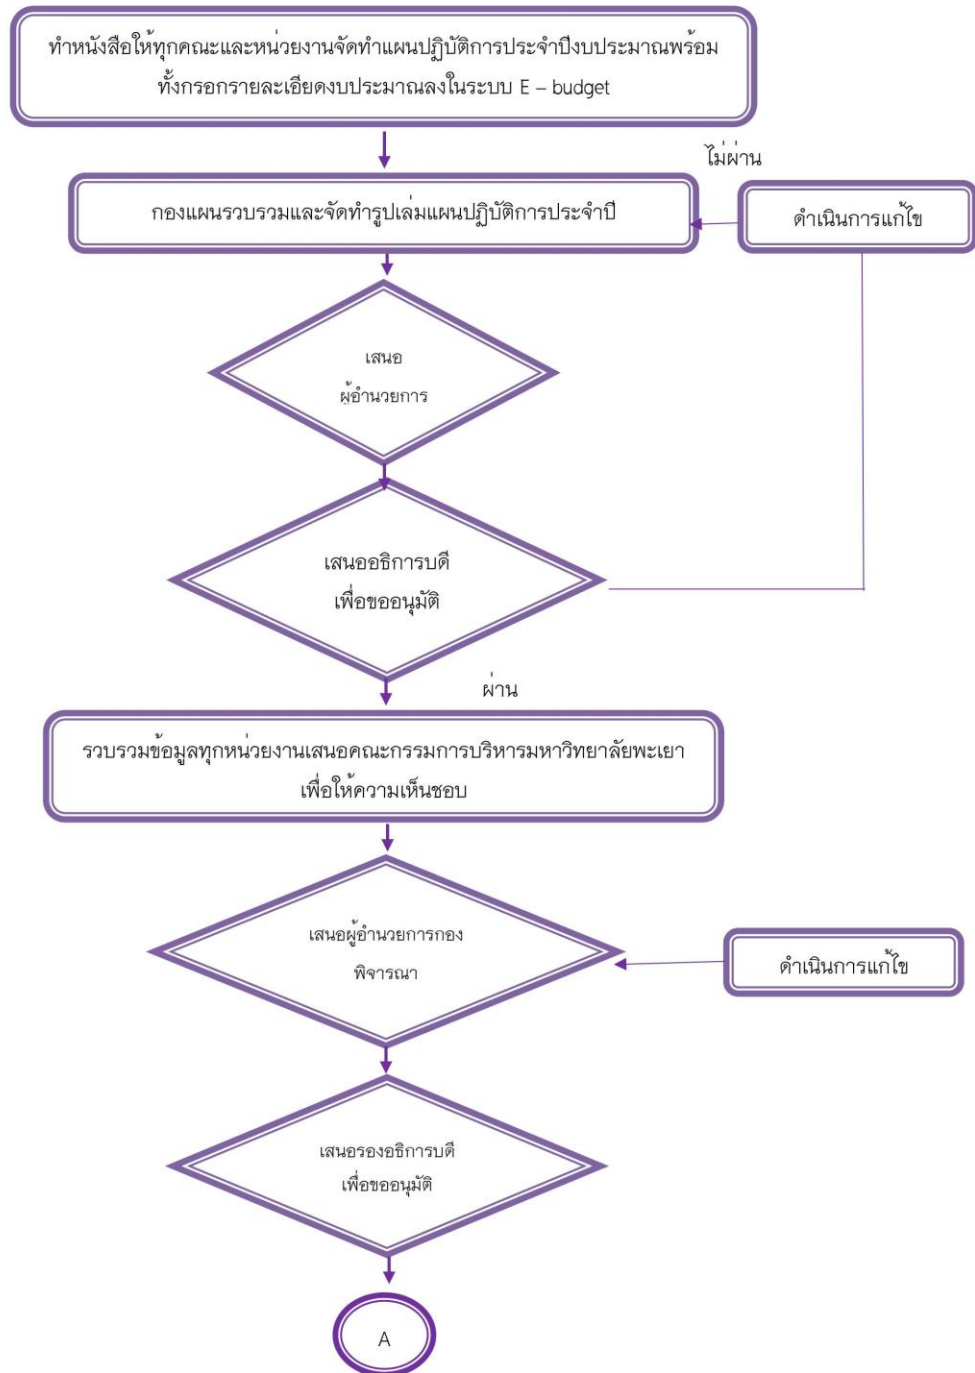 ทำหนังสือให้ทุกคณะและหน่วยงานจัดทำแผนปฏิบัติการประจำปีงบประมาณพร้อม
ทั้งกรอกรายละเอียดงบประมาณลงในระบบ E – budget
ไม่ผ่าน
กองแผนรวบรวมและจัดทำรูปเล่มแผนปฏิบัติการประจำปี
ดำเนินการแก้ไข
เสนอ
ผู้อำนวยการ
เสนออธิการบดี
เพื่อขออนุมัติ
ผ่าน
รวบรวมข้อมูลทุกหน่วยงานเสนอคณะกรรมการบริหารมหาวิทยาลัยพะเยา
เพื่อให้ความเห็นชอบ
เสนอผู้อำนวยการกอง
พิจารณา
ดำเนินการแก้ไข
เสนอรองอธิการบดี
เพื่อขออนุมัติ
A